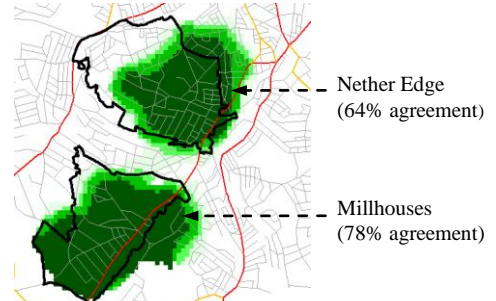 Nether Edge
(64% agreement)
Millhouses
(78% agreement)